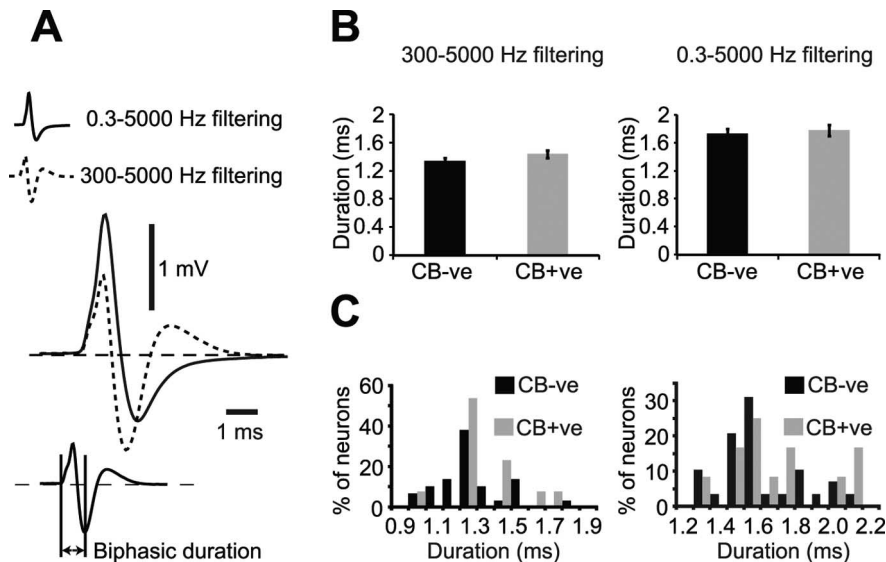 A
0.3-5000 Hz filtering
300-5000 Hz filtering
1 mV
1 ms
Biphasic duration
B
300-5000 Hz filtering
Duration (ms)
2
1.6
1.2
0.8
0.4
0
CB-ve
CB+ve
0.3-5000 Hz filtering
Duration (ms)
2
1.6
1.2
0.8
0.4
0
CB-ve
CB+ve
C
% of neurons
60
40
20
0
CB-ve
CB+ve
0.9 1.1 1.3 1.5 1.7 1.9
Duration (ms)
% of neurons
30
20
10
0
CB-ve
CB+ve
1.2 1.4 1.6 1.8 2.0 2.2
Duration (ms)